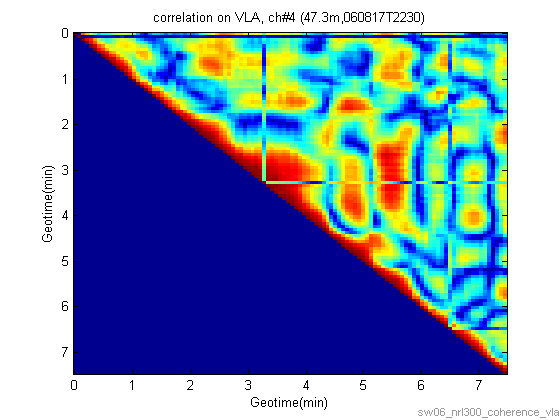 correlation on VLA, ch#4 (47.3m,060817T2230)
0
1
2
3
4
5
6
7
Geotime(min)
0 1 2 3 4 5 6 7
Geotime(min)
sw06_nrl300_coherence_vla